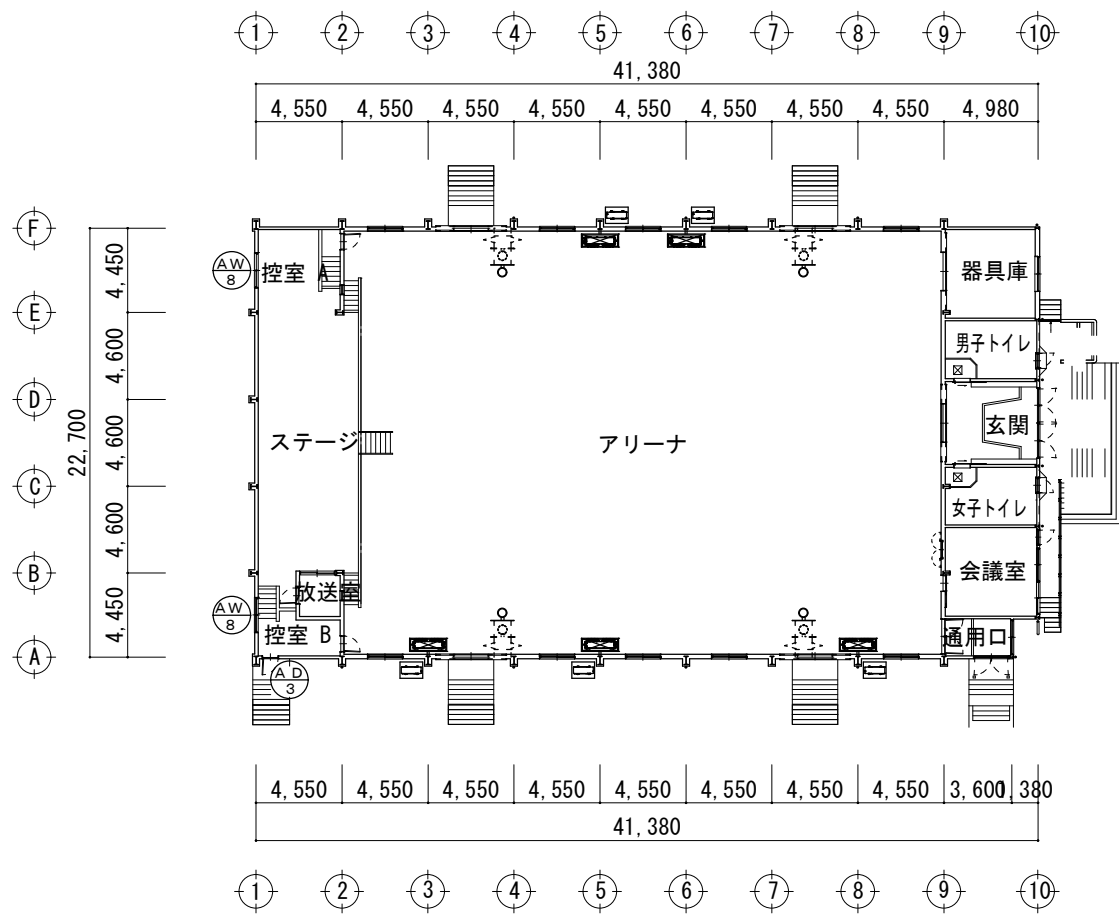 1 2 3 4 5 6 7 8 9 10
41,380
4,550 4,550 4,550 4,550 4,550 4,550 4,550 4,550 4,980
F
E
D
C
B
A
22,700
4,450
4,600
4,600
4,600
4,450
AW
8
控室 A
器具庫
男子トイレ
ステージ
アリーナ
玄関
女子トイレ
放送室
会議室
AW
8
控室 B
通用口
AD
3
4,550 4,550 4,550 4,550 4,550 4,550 4,550 4,550 3,600 1,380
41,380
1 2 3 4 5 6 7 8 9 10